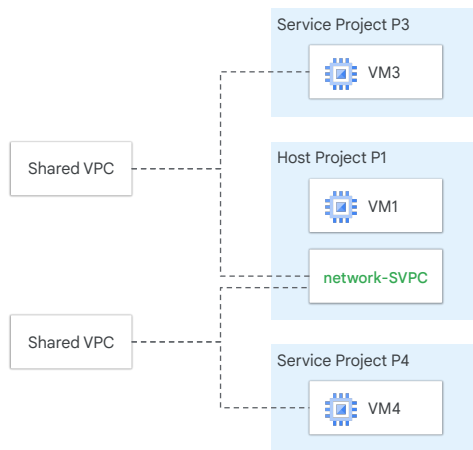 Service Project P3
VM3
Shared VPC
Host Project P1
VM1
network-SVPC
Shared VPC
Service Project P4
VM4